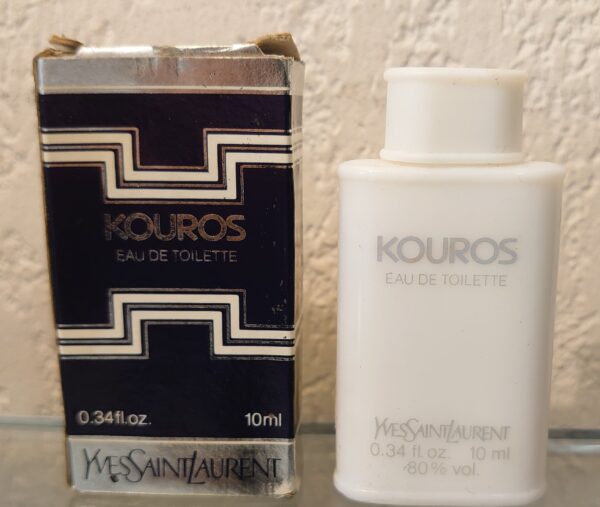 KOUROS
EAU DE TOILETTE
0.34fl.oz. 10ml
YVESSAINTLAURENT
KOUROS
EAU DE TOILETTE
YVESSAINTLAURENT
0.34 fl. oz. 10 ml
80% vol.